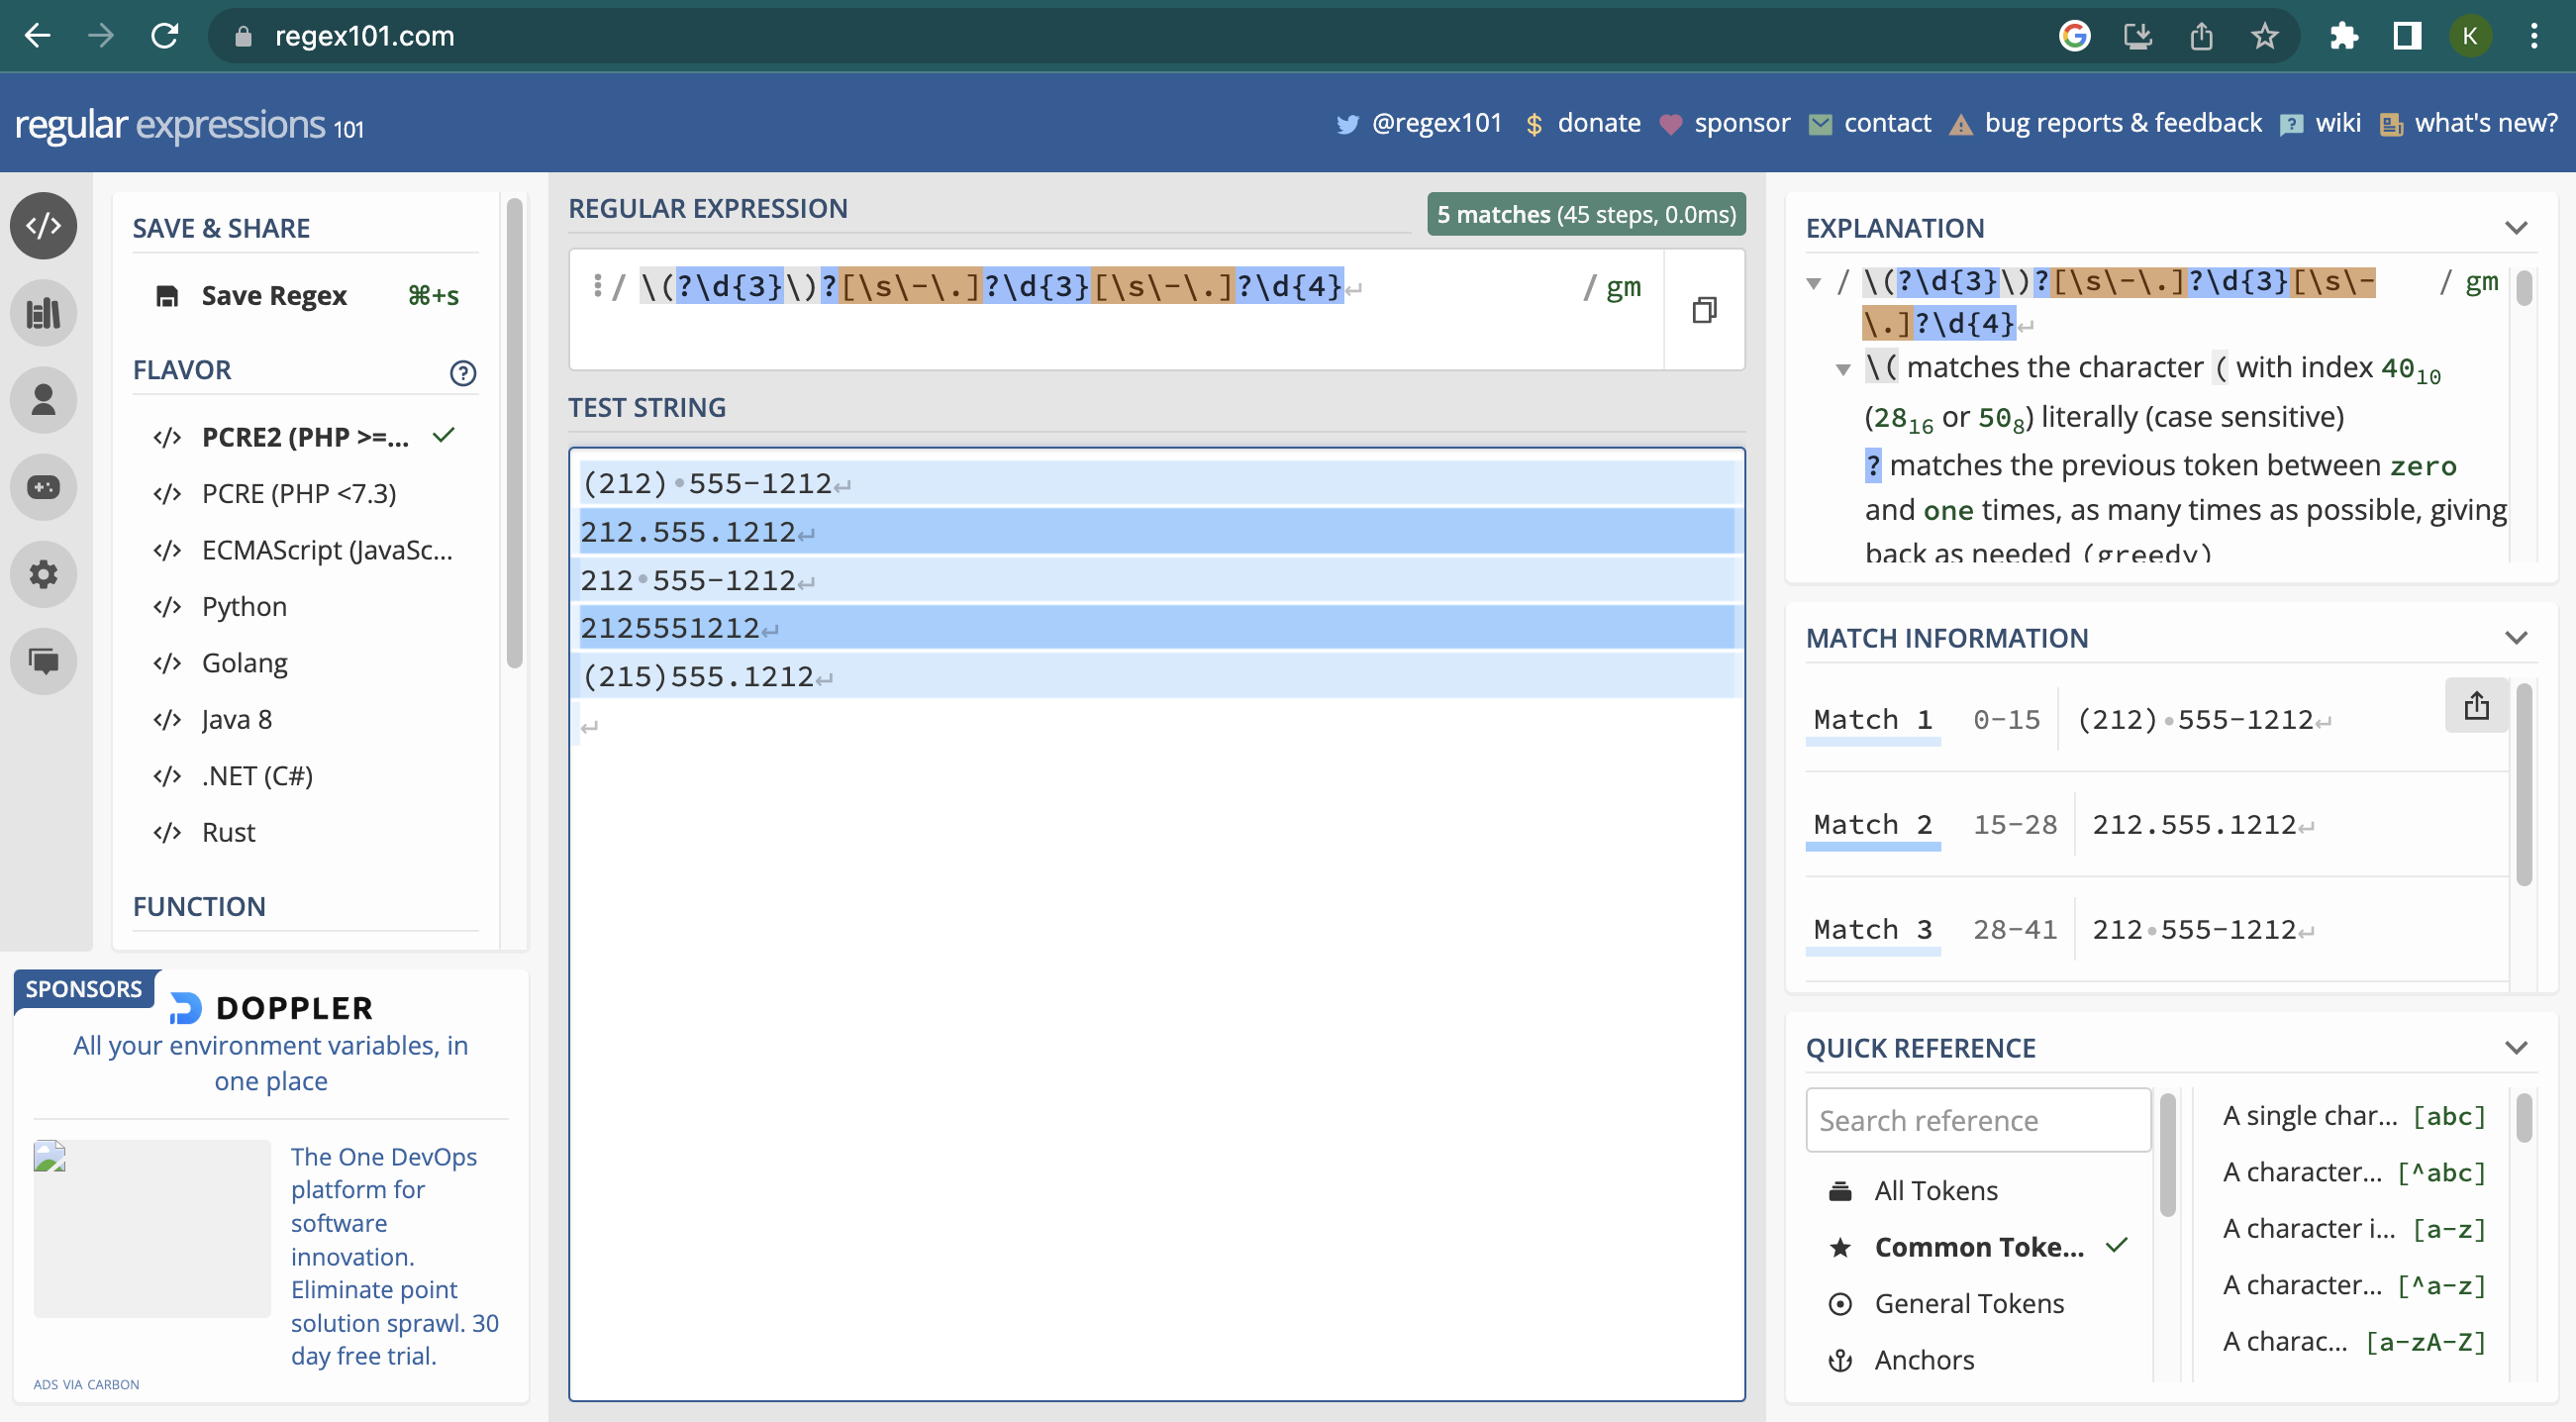 regex101.com
K
regular expressions 101
@regex101 donate sponsor contact bug reports & feedback wiki what's new?
SAVE & SHARE
Save Regex ⌘+s
FLAVOR
PCRE2 (PHP >=...
PCRE (PHP <7.3)
ECMAScript (JavaSc...
Python
Golang
Java 8
.NET (C#)
Rust
FUNCTION
SPONSORS
DOPPLER
All your environment variables, in
one place
The One DevOps
platform for
software
innovation.
Eliminate point
solution sprawl. 30
day free trial.
ADS VIA CARBON
REGULAR EXPRESSION
5 matches (45 steps, 0.0ms)
/ \(?\d{3}\)?[\s\-\.]?\d{3}[\s\-\.]?\d{4}↵ / gm
TEST STRING
(212)·555-1212↵
212.555.1212↵
212·555-1212↵
2125551212↵
(215)555.1212↵
↵
EXPLANATION
/ \(?\d{3}\)?[\s\-\.]?\d{3}[\s\- / gm
\.]?\d{4}↵
\( matches the character ( with index 40₁₀
(28₁₆ or 50₈) literally (case sensitive)
? matches the previous token between zero
and one times, as many times as possible, giving
back as needed (greedy)
MATCH INFORMATION
Match 1 0-15 (212)·555-1212↵
Match 2 15-28 212.555.1212↵
Match 3 28-41 212·555-1212↵
QUICK REFERENCE
Search reference
All Tokens
Common Toke...
General Tokens
Anchors
A single char... [abc]
A character... [^abc]
A character i... [a-z]
A character... [^a-z]
A charac... [a-zA-Z]